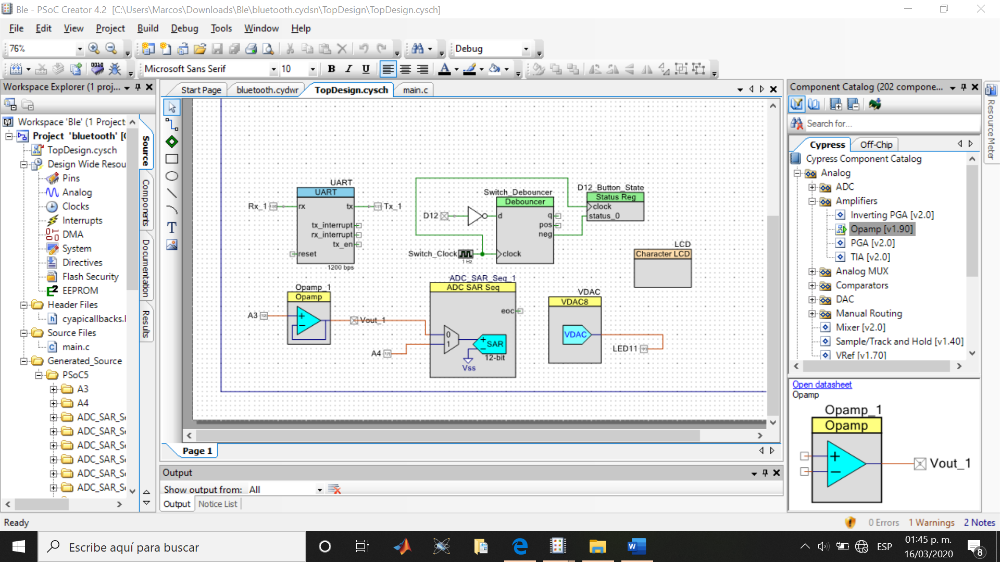 Ble - PSoC Creator 4.2 [C:\Users\Marcos\Downloads\Ble\bluetooth.cydsn\TopDesign\TopDesign.cysch]
File Edit View Project Build Debug Tools Window Help
76%
Debug
Microsoft Sans Serif 10 B I U A
Workspace Explorer (1 proj...
Workspace 'Ble' (1 Project
Project 'bluetooth' [
TopDesign.cysch
Design Wide Resou
Pins
Analog
Clocks
Interrupts
DMA
System
Directives
Flash Security
EEPROM
Header Files
cyapicallbacks.
Source Files
main.c
Generated_Source
PSoC5
A3
A4
ADC_SAR_S
ADC_SAR_S
ADC_SAR_S
ADC_SAR_S
ADC_SAR_S
ADC_SAR_S
Source
Components
Documentation
Results
Start Page bluetooth.cydwr TopDesign.cysch main.c
T
UART
UART
Rx_1 rx tx Tx_1
tx_interrupt
rx_interrupt
tx_en
reset
1200 bps
Switch_Debouncer
Debouncer
D12 d q
pos
neg
Switch_Clock clock
1 Hz
D12_Button_State
Status Reg
clock
status_0
LCD
Character LCD
Opamp_1
Opamp
A3 + - Vout_1
A4
ADC_SAR_Seq_1
ADC SAR Seq
eoc
0
1
+ - SAR
12-bit
Vss
VDAC
VDAC8
VDAC
LED11
Page 1
Output
Show output from: All
Output Notice List
Component Catalog (202 compone...
Search for...
Cypress Off-Chip
Cypress Component Catalog
Analog
ADC
Amplifiers
Inverting PGA [v2.0]
Opamp [v1.90]
PGA [v2.0]
TIA [v2.0]
Analog MUX
Comparators
DAC
Manual Routing
Mixer [v2.0]
Sample/Track and Hold [v1.40]
VRef [v1.70]
Open datasheet
Opamp
Opamp_1
Opamp
+
- Vout_1
Resource Meter
Ready
0 Errors 1 Warnings 2 Notes
Escribe aquí para buscar
ESP
01:45 p. m.
16/03/2020
8